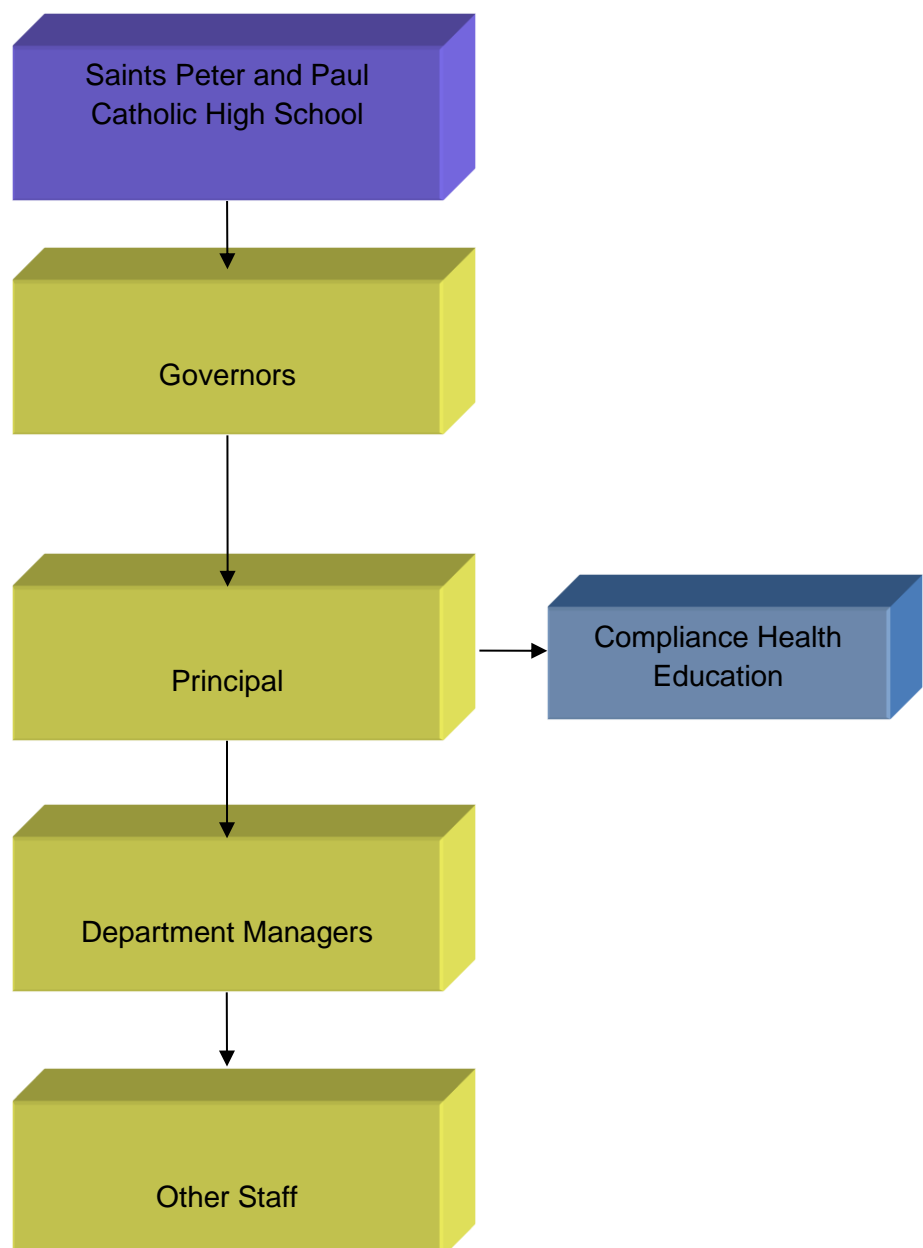 Saints Peter and Paul
Catholic High School
Governors
Principal
Compliance Health
Education
Department Managers
Other Staff